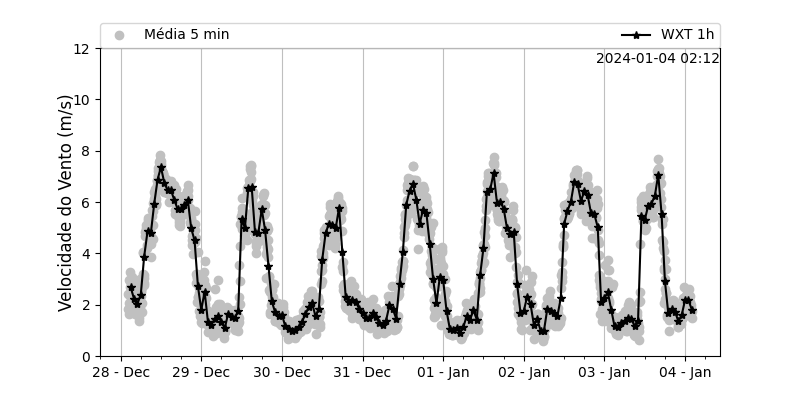 Média 5 min
WXT 1h
2024-01-04 02:12
Velocidade do Vento (m/s)
12
10
8
6
4
2
0
28 - Dec 29 - Dec 30 - Dec 31 - Dec 01 - Jan 02 - Jan 03 - Jan 04 - Jan